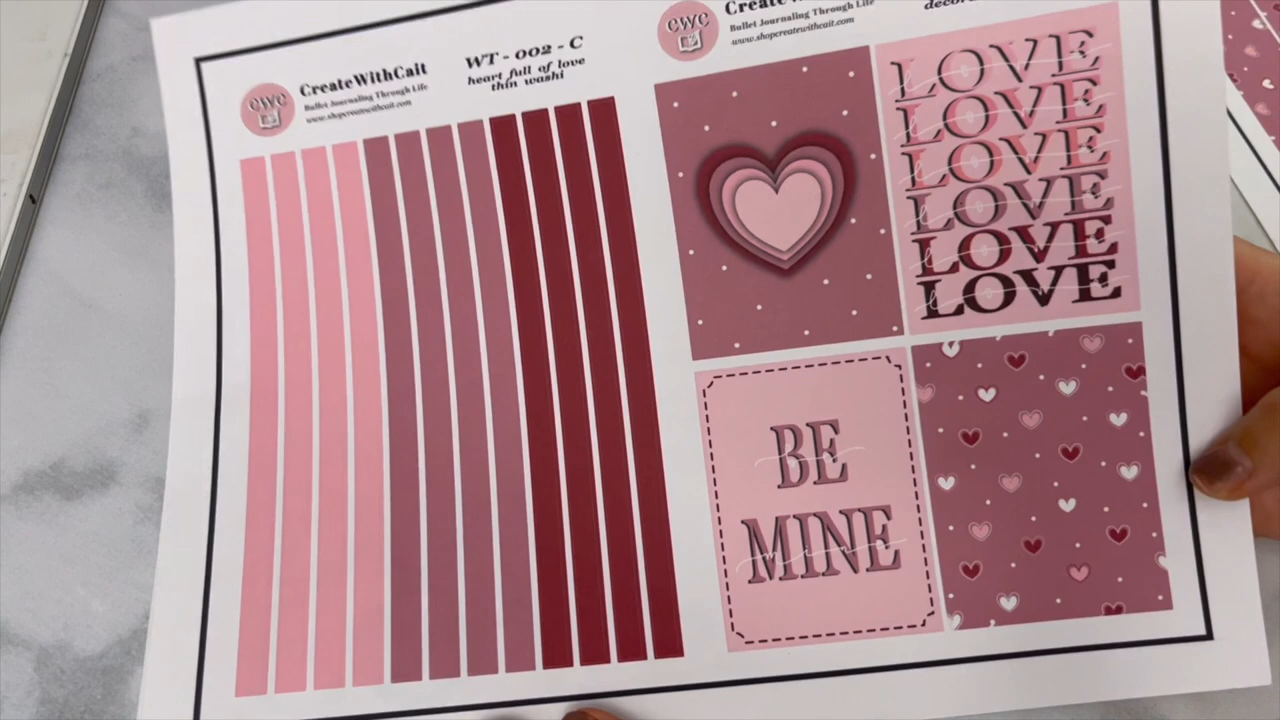 CWC
CreateWithCait
Bullet Journaling Through Life
www.shopcreatewithcait.com
WT - 002 - C
heart full of love
thin washi
CWC
Bullet Journaling Through Life
www.shopcreatewithcait.com
LOVE
LOVE
LOVE
LOVE
LOVE
LOVE
BE
MINE
mine